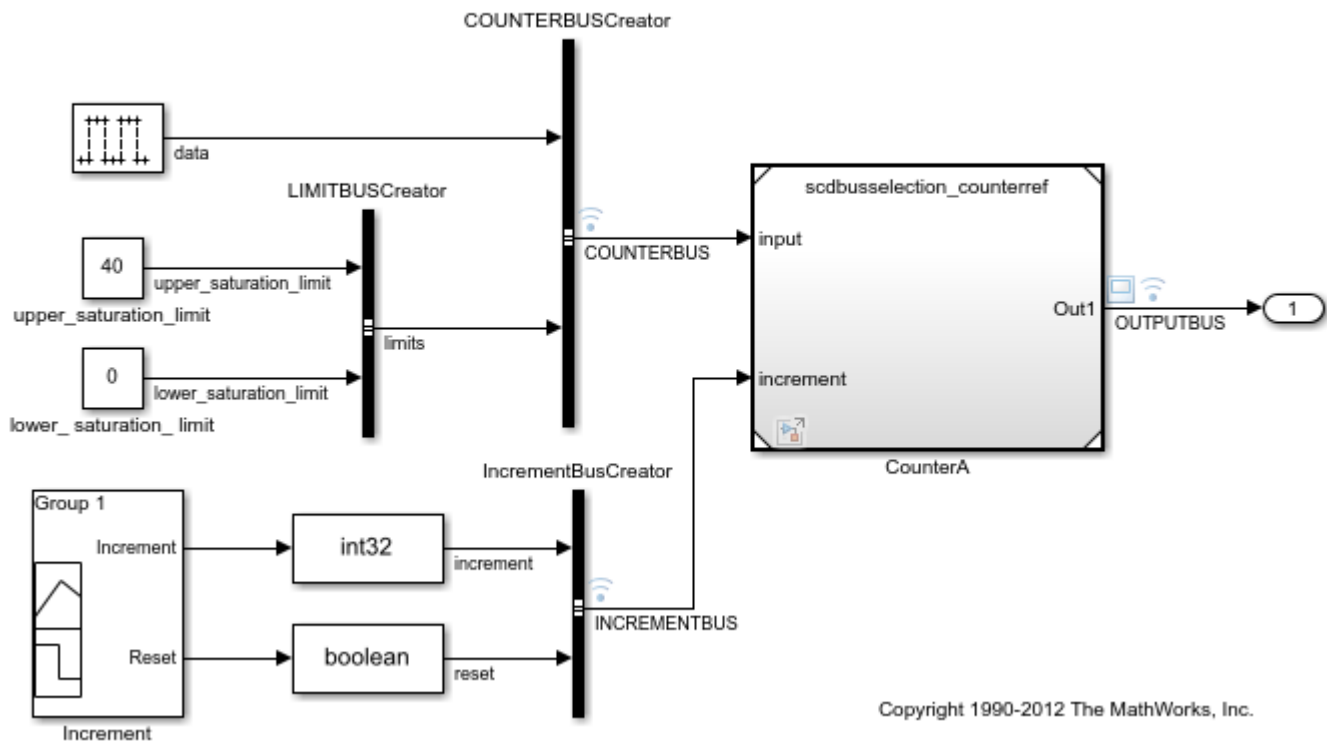 COUNTERBUSCreator
data
LIMITBUSCreator
scdbusselection_counterref
40
upper_saturation_limit
upper_saturation_limit
input
COUNTERBUS
limits
Out1
OUTPUTBUS
1
0
lower_saturation_limit
lower_ saturation_ limit
increment
CounterA
IncrementBusCreator
Group 1
Increment
int32
increment
INCREMENTBUS
Reset
boolean
reset
Increment
Copyright 1990-2012 The MathWorks, Inc.